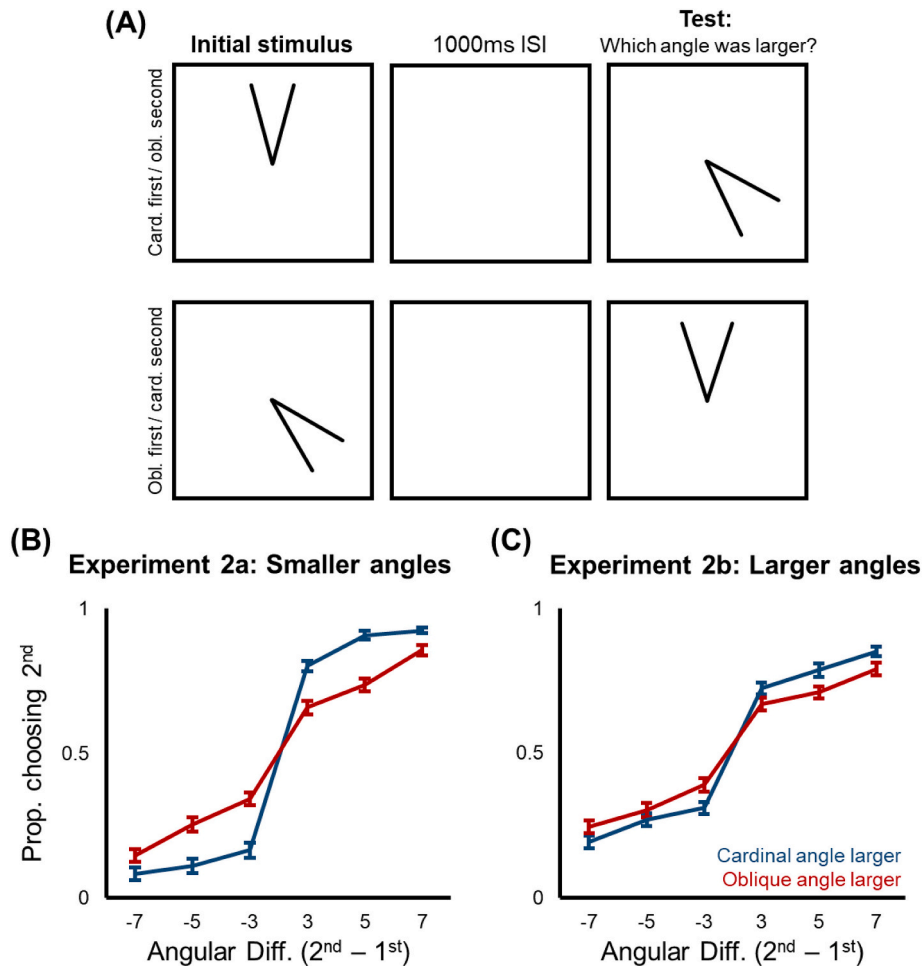 (A)
Initial stimulus
1000ms ISI
Test:
Which angle was larger?
Card. first / obl. second
Obl. first / card. second
(B)
Experiment 2a: Smaller angles
Prop. choosing 2nd
1
0.5
0
-7 -5 -3 3 5 7
Angular Diff. (2nd – 1st)
(C)
Experiment 2b: Larger angles
1
0.5
0
Cardinal angle larger
Oblique angle larger
-7 -5 -3 3 5 7
Angular Diff. (2nd – 1st)